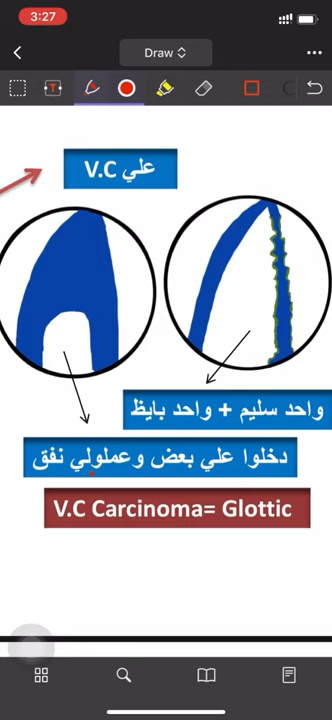 3:27
Draw
T
علي V.C
واحد سليم + واحد بايظ
دخلوا علي بعض وعملولي نفق
V.C Carcinoma= Glottic